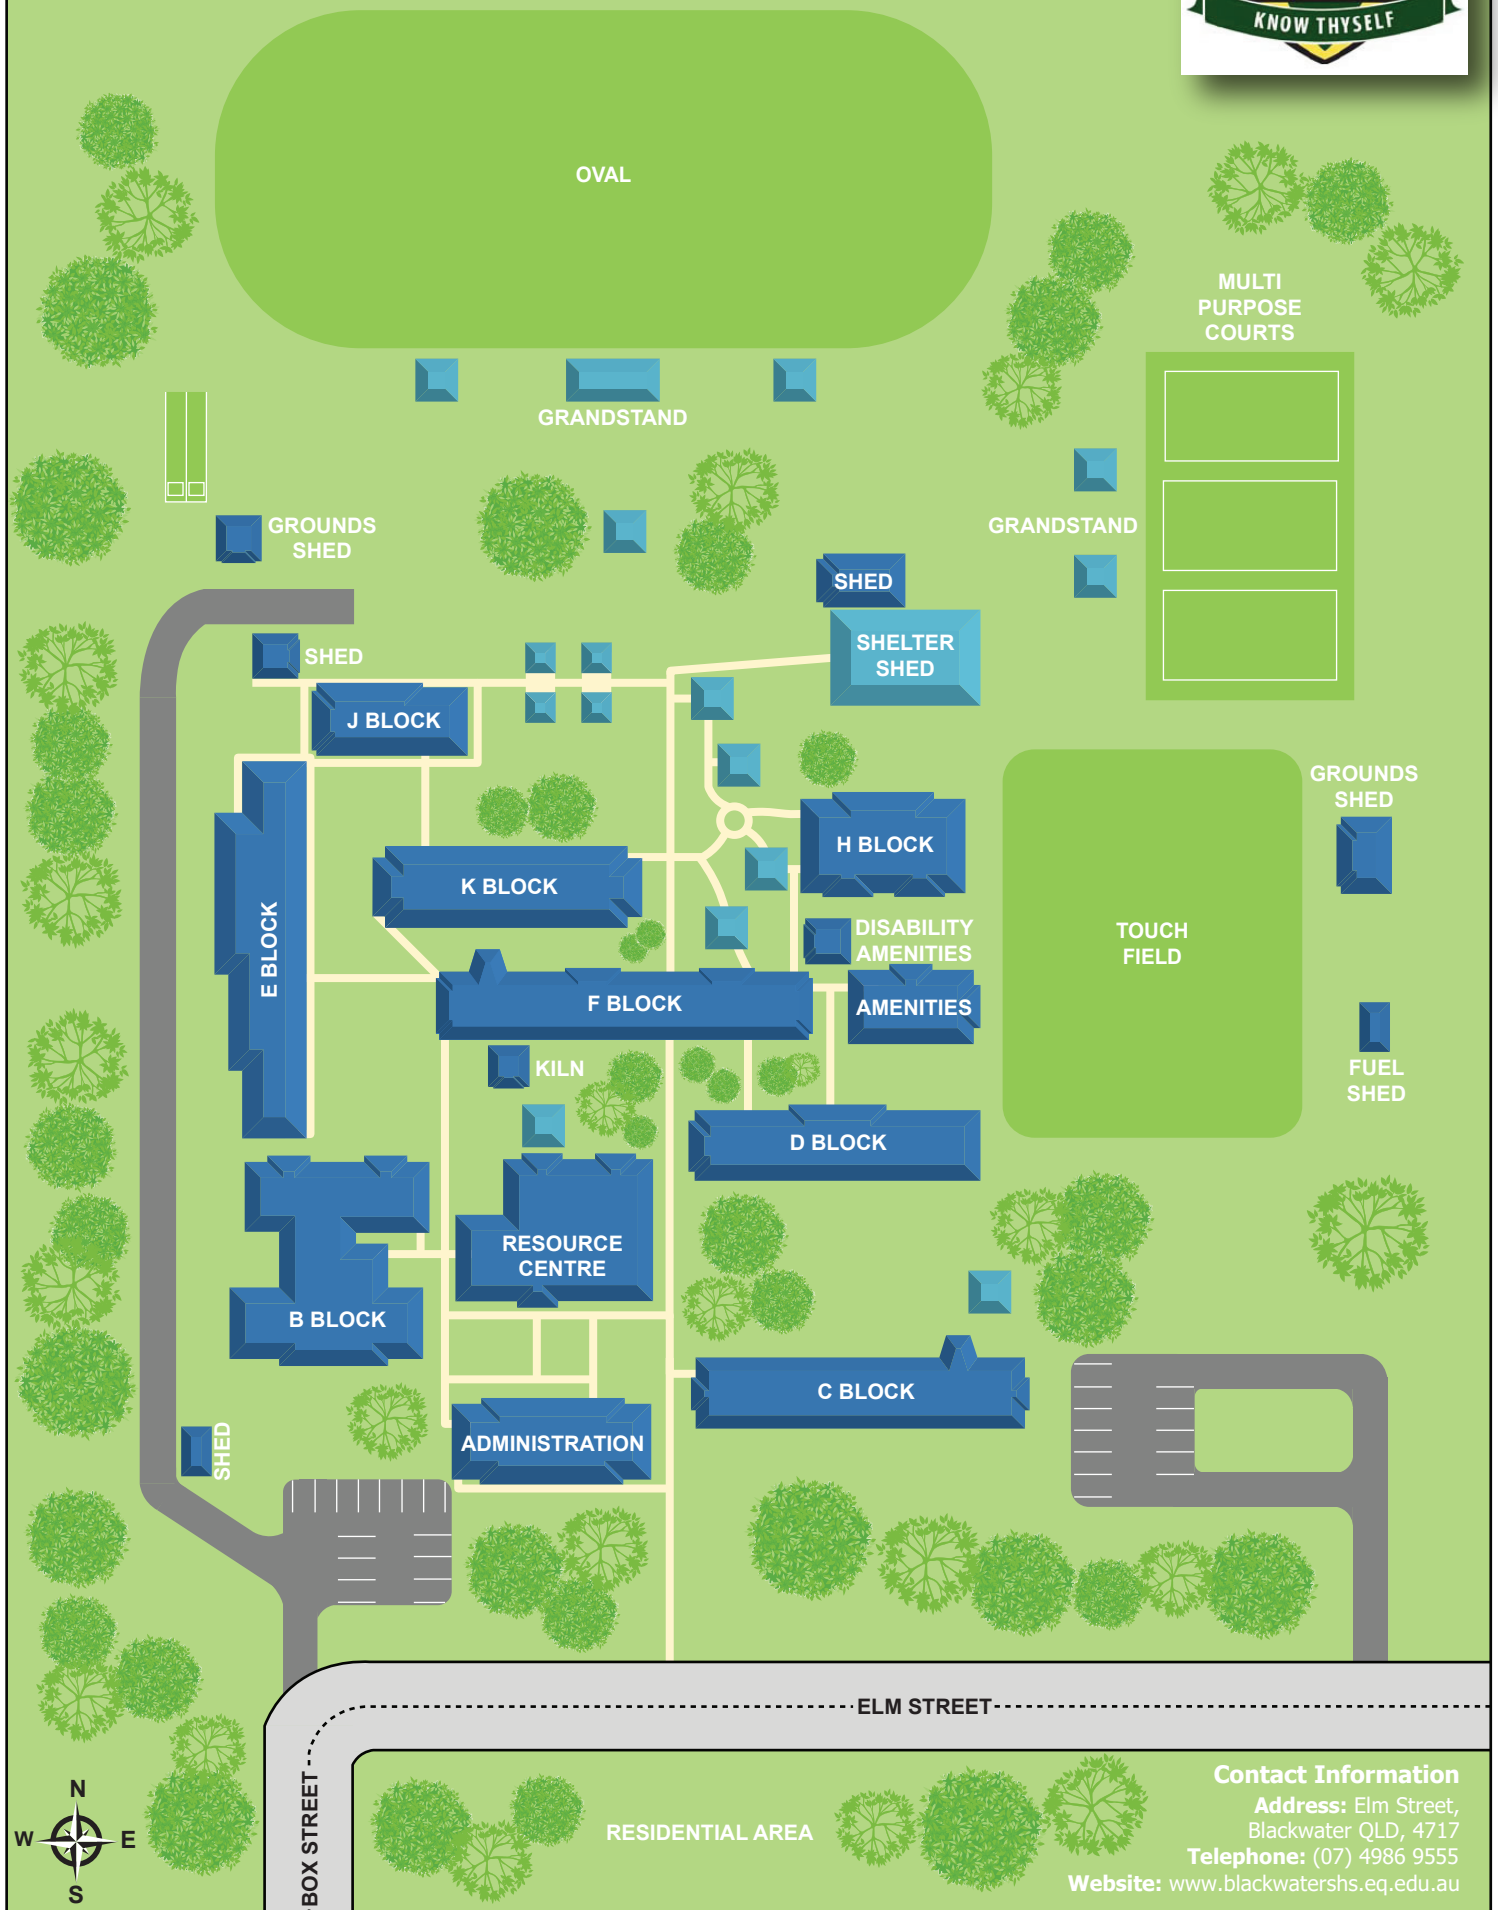 KNOW THYSELF
OVAL
MULTI
PURPOSE
COURTS
GRANDSTAND
GROUNDS
SHED
GRANDSTAND
SHED
SHELTER
SHED
SHED
J BLOCK
GROUNDS
SHED
H BLOCK
K BLOCK
E BLOCK
DISABILITY
AMENITIES
TOUCH
FIELD
F BLOCK
AMENITIES
KILN
FUEL
SHED
D BLOCK
RESOURCE
CENTRE
B BLOCK
C BLOCK
ADMINISTRATION
SHED
ELM STREET
BOX STREET
RESIDENTIAL AREA
N
W
E
S
Contact Information
Address: Elm Street,
Blackwater QLD, 4717
Telephone: (07) 4986 9555
Website: www.blackwatershs.eq.edu.au